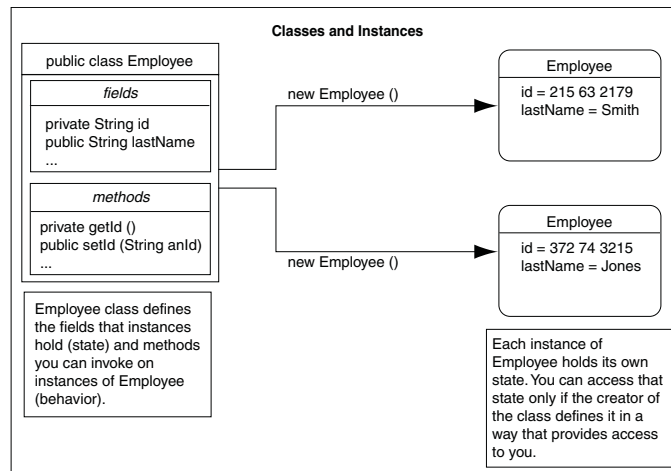 Classes and Instances
public class Employee
fields
private String id
public String lastName
...
methods
private getId ()
public setId (String anId)
...
Employee class defines
the fields that instances
hold (state) and methods
you can invoke on
instances of Employee
(behavior).
new Employee ()
new Employee ()
Employee
id = 215 63 2179
lastName = Smith
Employee
id = 372 74 3215
lastName = Jones
Each instance of
Employee holds its own
state. You can access that
state only if the creator of
the class defines it in a
way that provides access
to you.